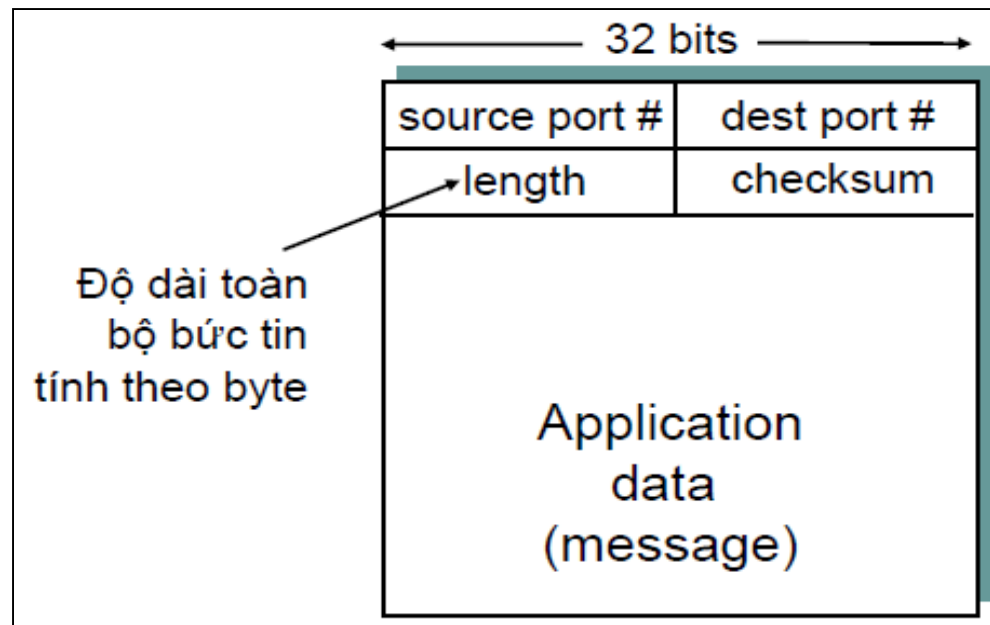 32 bits
source port #
dest port #
length
checksum
Độ dài toàn
bộ bức tin
tính theo byte
Application
data
(message)